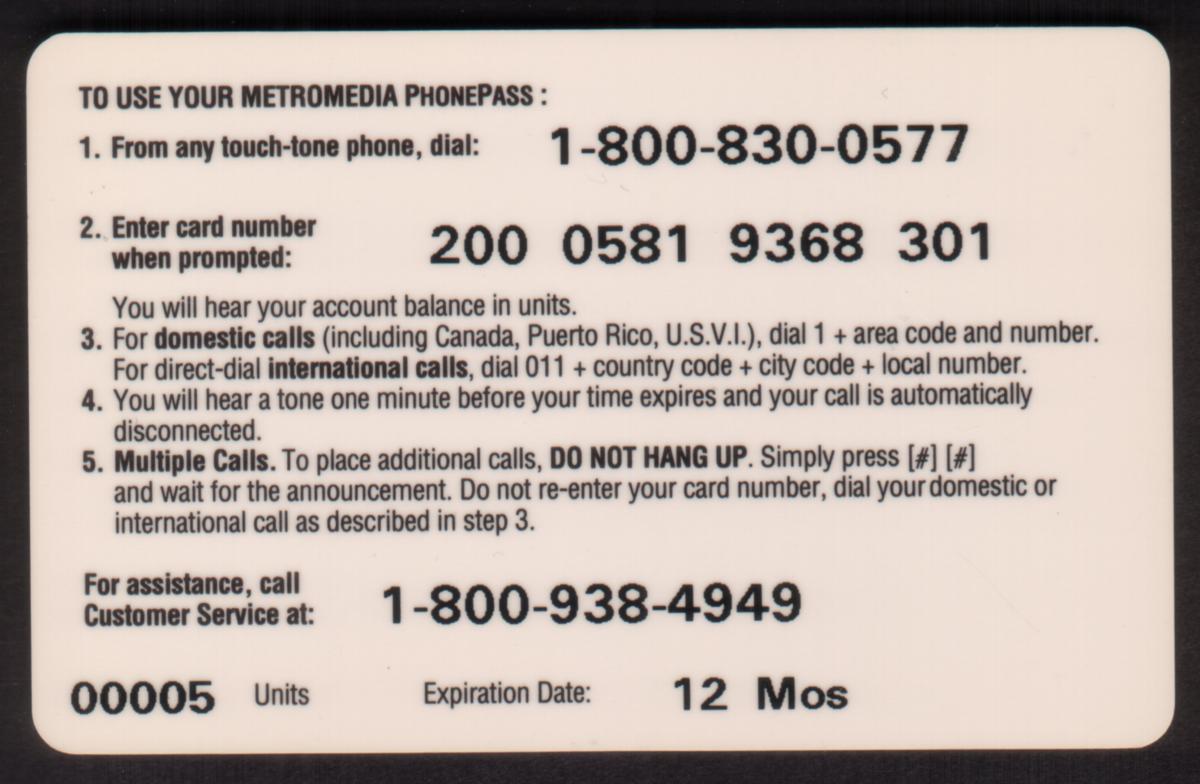 TO USE YOUR METROMEDIA PHONEPASS :
1. From any touch-tone phone, dial: 1-800-830-0577
2. Enter card number
when prompted: 200 0581 9368 301
You will hear your account balance in units.
3. For domestic calls (including Canada, Puerto Rico, U.S.V.I.), dial 1 + area code and number.
For direct-dial international calls, dial 011 + country code + city code + local number.
4. You will hear a tone one minute before your time expires and your call is automatically
disconnected.
5. Multiple Calls. To place additional calls, DO NOT HANG UP. Simply press [#] [#]
and wait for the announcement. Do not re-enter your card number, dial your domestic or
international call as described in step 3.
For assistance, call
Customer Service at: 1-800-938-4949
00005 Units Expiration Date: 12 Mos